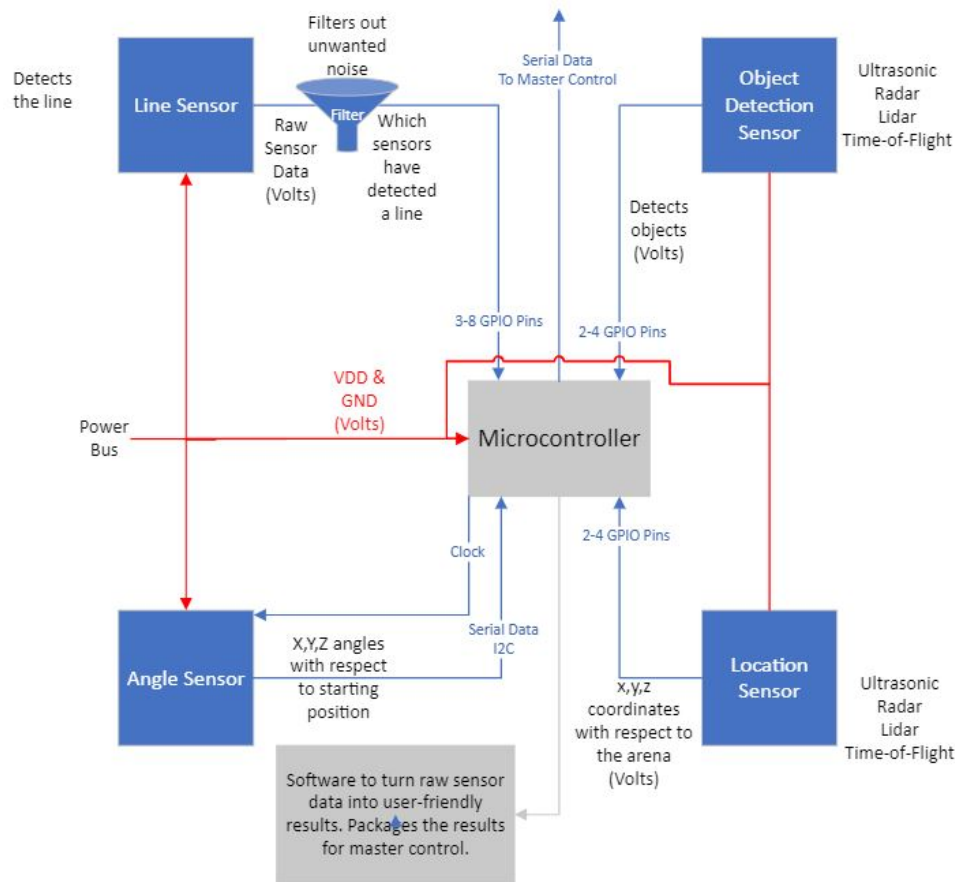 Filters out
unwanted
noise
Detects
the line
Line Sensor
Filter
Raw
Sensor
Data
(Volts)
Which
sensors
have
detected
a line
Serial Data
To Master Control
Object
Detection
Sensor
Ultrasonic
Radar
Lidar
Time-of-Flight
Detects
objects
(Volts)
3-8 GPIO Pins
2-4 GPIO Pins
VDD &
GND
(Volts)
Power
Bus
Microcontroller
Clock
2-4 GPIO Pins
Serial Data
I2C
Angle Sensor
X,Y,Z angles
with respect
to starting
position
x,y,z
coordinates
with respect to
the arena
(Volts)
Location
Sensor
Ultrasonic
Radar
Lidar
Time-of-Flight
Software to turn raw sensor
data into user-friendly
results. Packages the results
for master control.